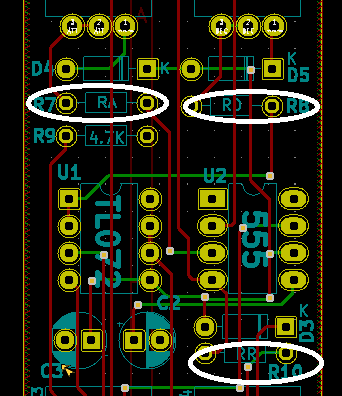 D4 K K D5
R7 RA RD R8
R9 4.7K
U1 U2
TL072 555
C2
D3
C3 RR R10